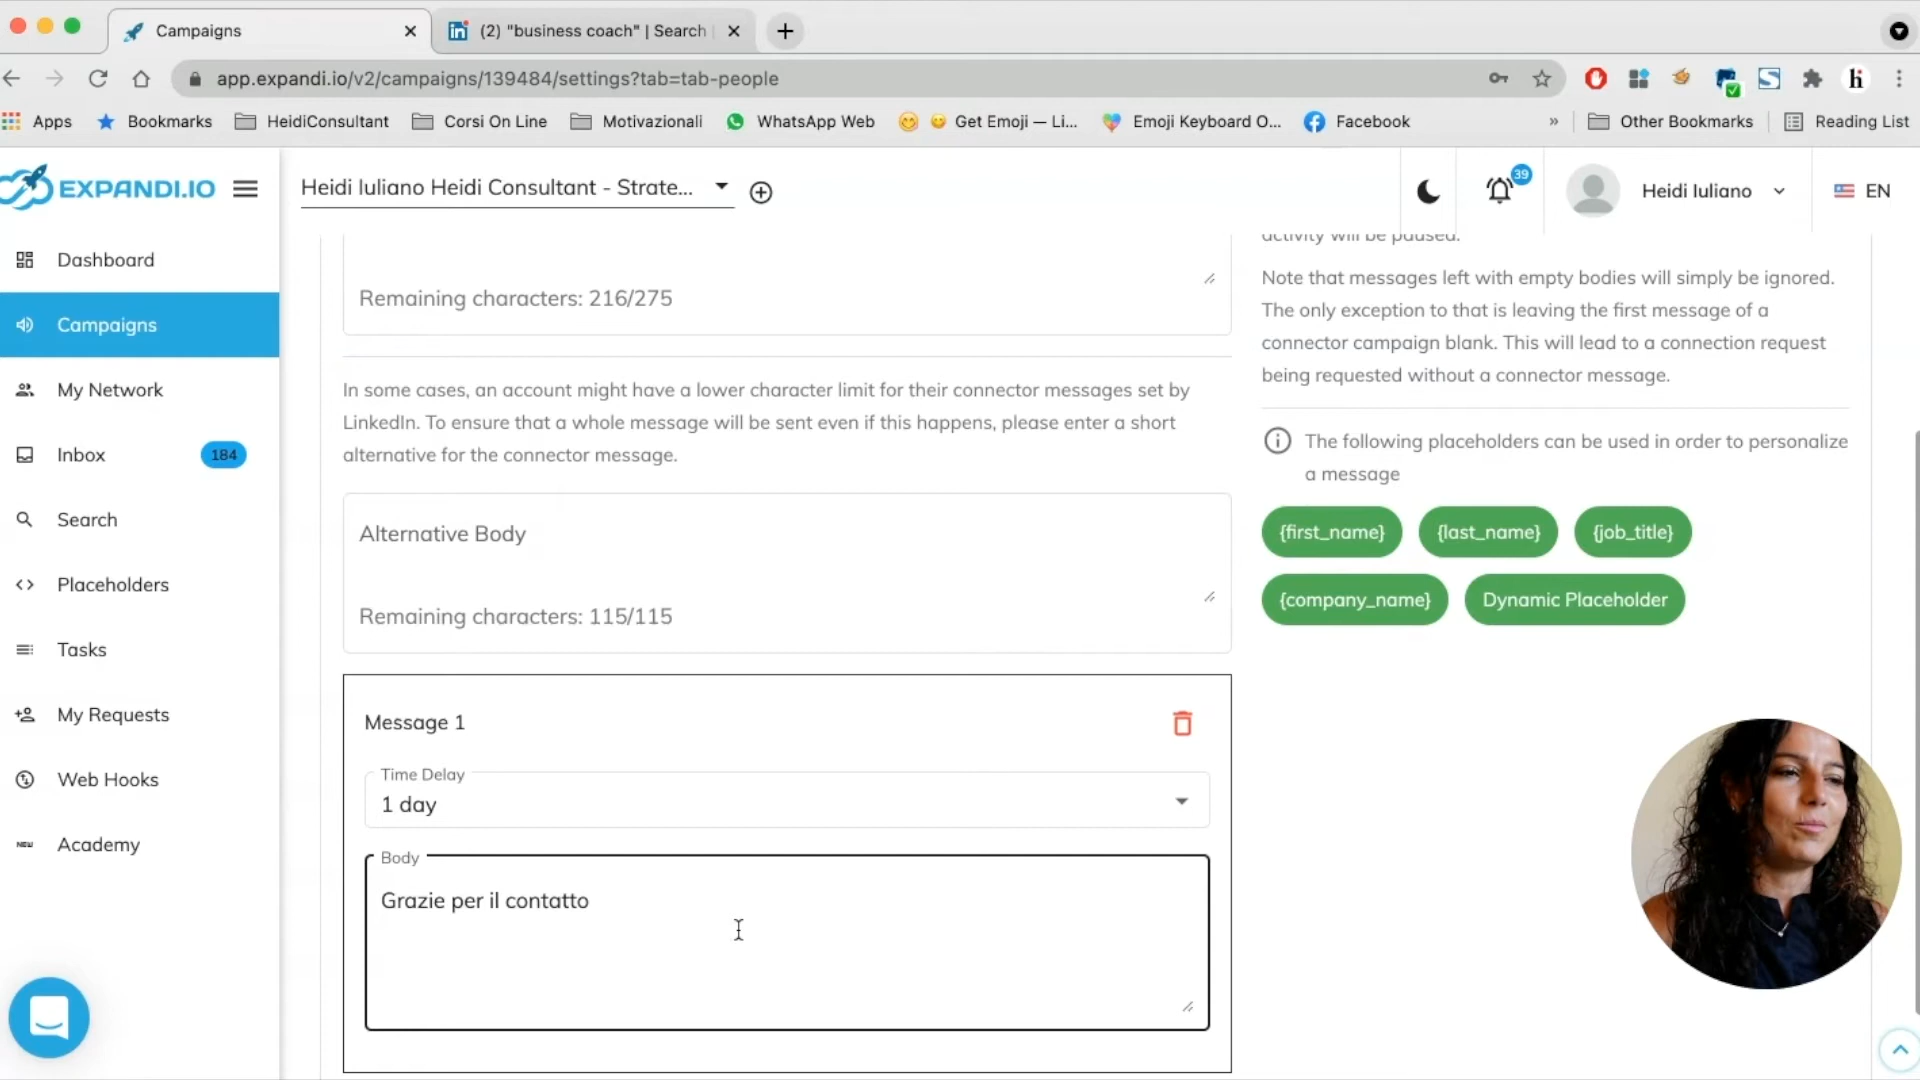 Campaigns
(2) "business coach" | Search
app.expandi.io/v2/campaigns/139484/settings?tab=tab-people
Apps
Bookmarks
HeidiConsultant
Corsi On Line
Motivazionali
WhatsApp Web
Get Emoji — Li...
Emoji Keyboard O...
Facebook
»
Other Bookmarks
Reading List
EXPANDI.IO
Heidi Iuliano Heidi Consultant - Strate...
39
Heidi Iuliano
EN
Dashboard
Campaigns
My Network
Inbox
184
Search
Placeholders
Tasks
My Requests
Web Hooks
NEW
Academy
Remaining characters: 216/275
In some cases, an account might have a lower character limit for their connector messages set by
LinkedIn. To ensure that a whole message will be sent even if this happens, please enter a short
alternative for the connector message.
Alternative Body
Remaining characters: 115/115
Message 1
Time Delay
1 day
Body
Grazie per il contatto
activity will be paused.
Note that messages left with empty bodies will simply be ignored.
The only exception to that is leaving the first message of a
connector campaign blank. This will lead to a connection request
being requested without a connector message.
The following placeholders can be used in order to personalize
a message
{first_name}
{last_name}
{job_title}
{company_name}
Dynamic Placeholder